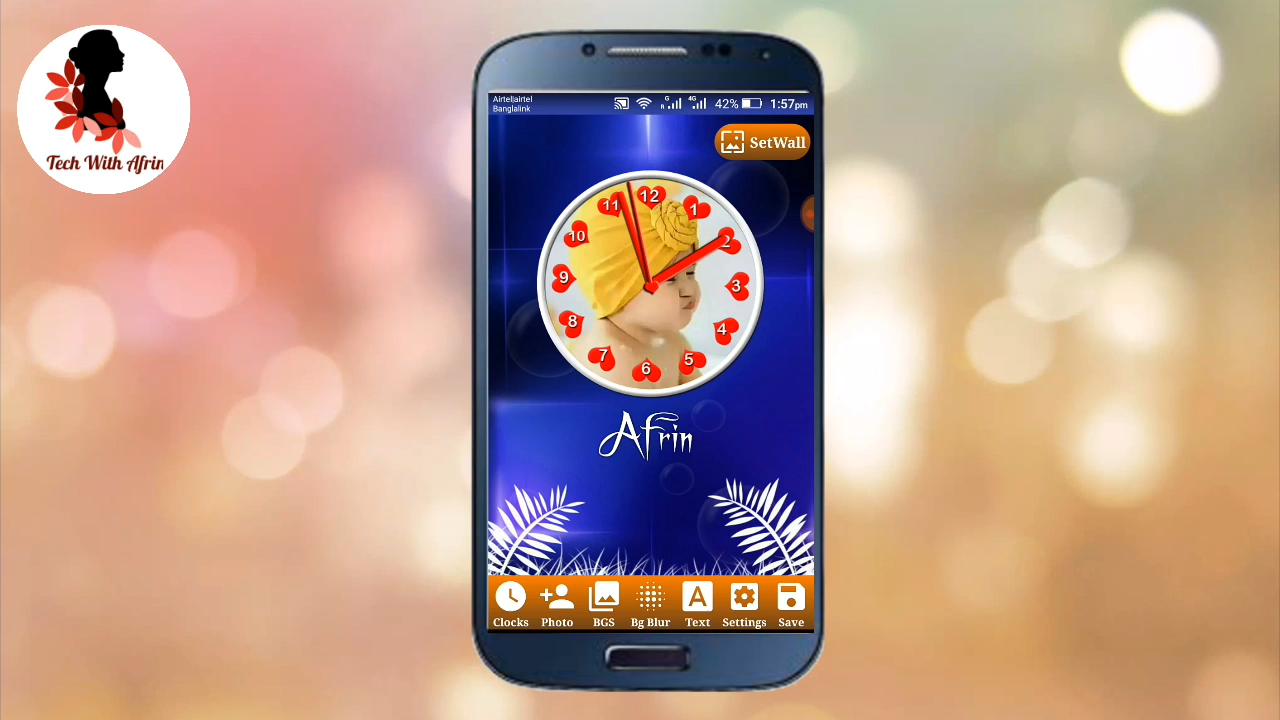 Tech With Afrin
Airtel|airtel
Banglalink
R G 4G 42% 1:57pm
SetWall
12
11
1
10
2
9
3
8
4
7
5
6
Afrin
Clocks Photo BGS Bg Blur Text Settings Save